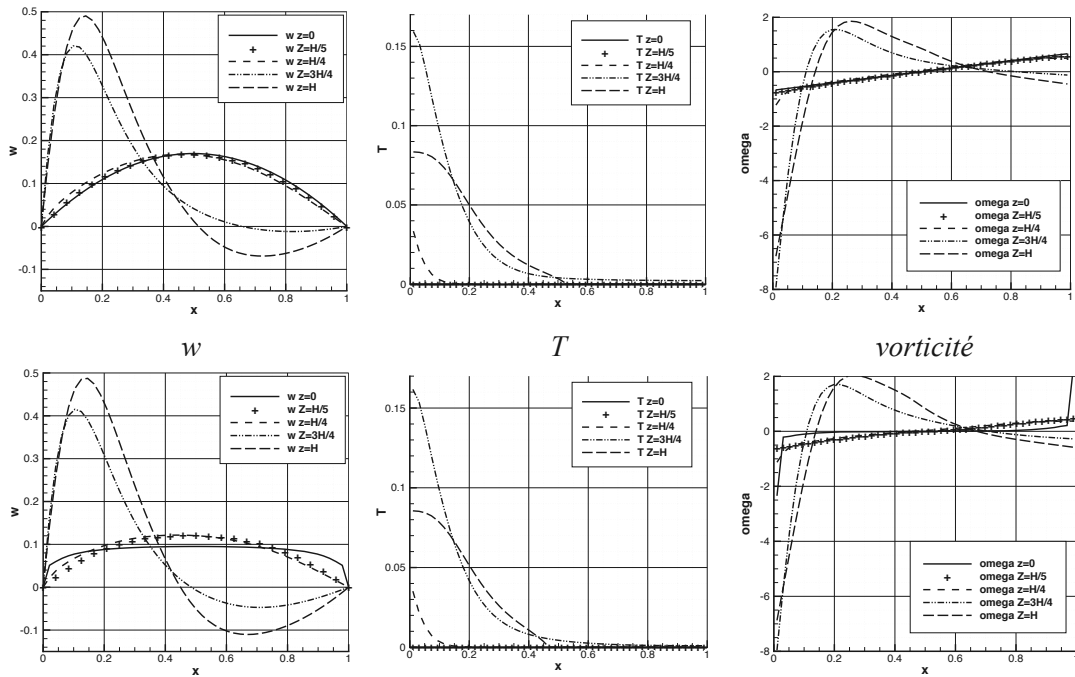 0.5
0.4
0.3
0.2
0.1
0
-0.1
w
0 0.2 0.4 0.6 0.8 1
x
w z=0
w Z=H/5
w z=H/4
w Z=3H/4
w z=H
0.15
0.1
0.05
0
T
0 0.2 0.4 0.6 0.8 1
x
T z=0
T Z=H/5
T z=H/4
T Z=3H/4
T Z=H
2
0
-2
-4
-6
-8
omega
0 0.2 0.4 0.6 0.8 1
x
omega z=0
omega Z=H/5
omega z=H/4
omega Z=3H/4
omega Z=H
w T vorticité
0.5
0.4
0.3
0.2
0.1
0
-0.1
w
0 0.2 0.4 0.6 0.8 1
x
w z=0
w Z=H/5
w z=H/4
w Z=3H/4
w z=H
0.15
0.1
0.05
0
T
0 0.2 0.4 0.6 0.8 1
x
T z=0
T Z=H/5
T z=H/4
T Z=3H/4
T Z=H
2
0
-2
-4
-6
-8
omega
0 0.2 0.4 0.6 0.8 1
x
omega z=0
omega Z=H/5
omega z=H/4
omega Z=3H/4
omega Z=H